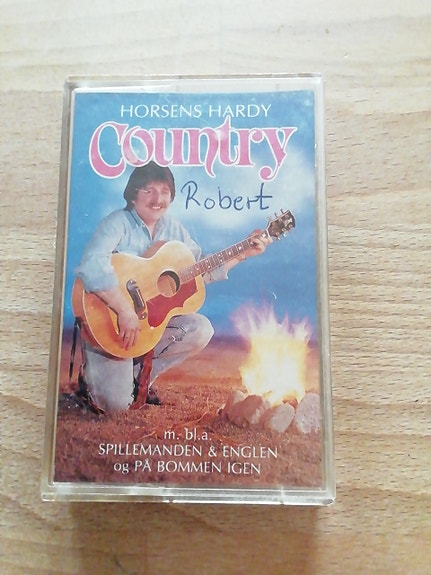 HORSENS HARDY
Country
Robert
m. bl.a.
SPILLEMANDEN & ENGLEN
og PÅ BOMMEN IGEN